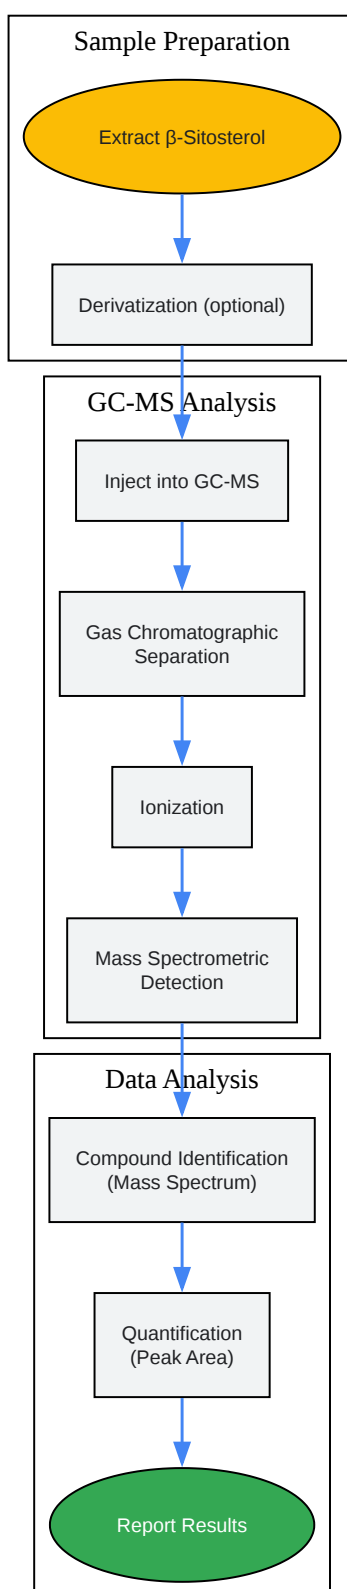 Sample Preparation
Extract β-Sitosterol
Derivatization (optional)
GC-MS Analysis
Inject into GC-MS
Gas Chromatographic
Separation
Ionization
Mass Spectrometric
Detection
Data Analysis
Compound Identification
(Mass Spectrum)
Quantification
(Peak Area)
Report Results